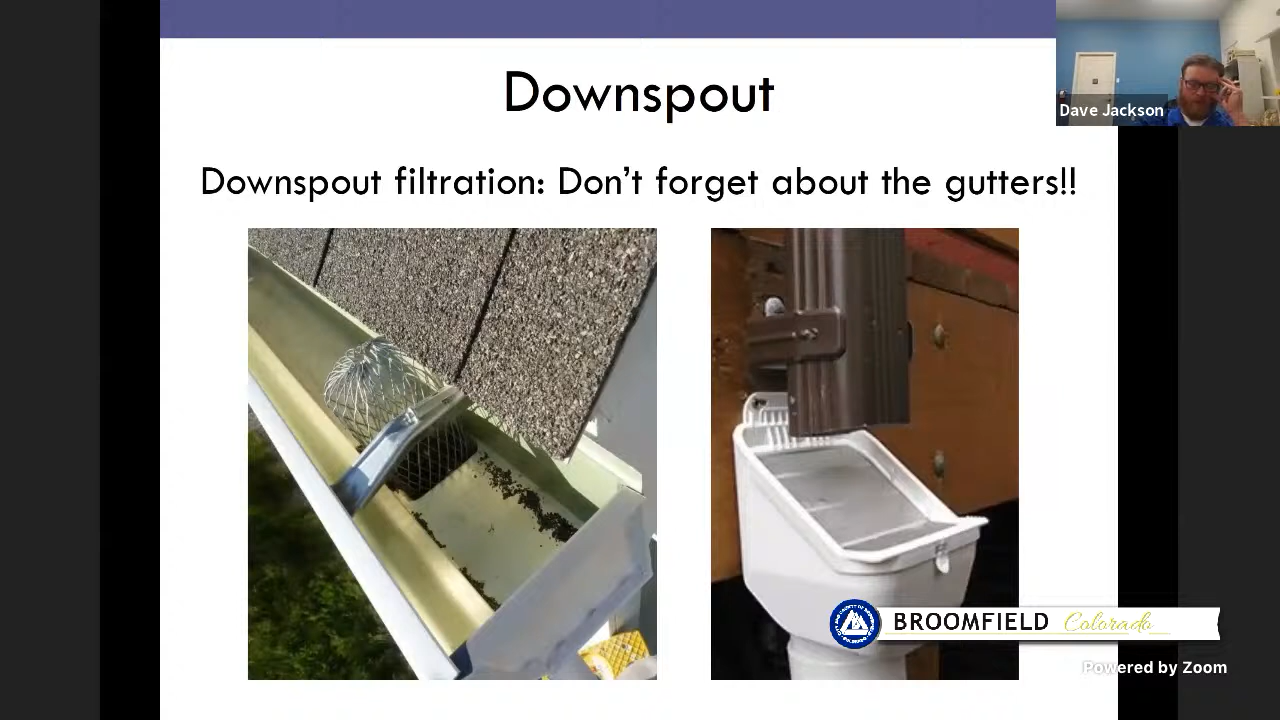 Downspout
Dave Jackson
Downspout filtration: Don't forget about the gutters!!
BROOMFIELD Colorado
Powered by Zoom